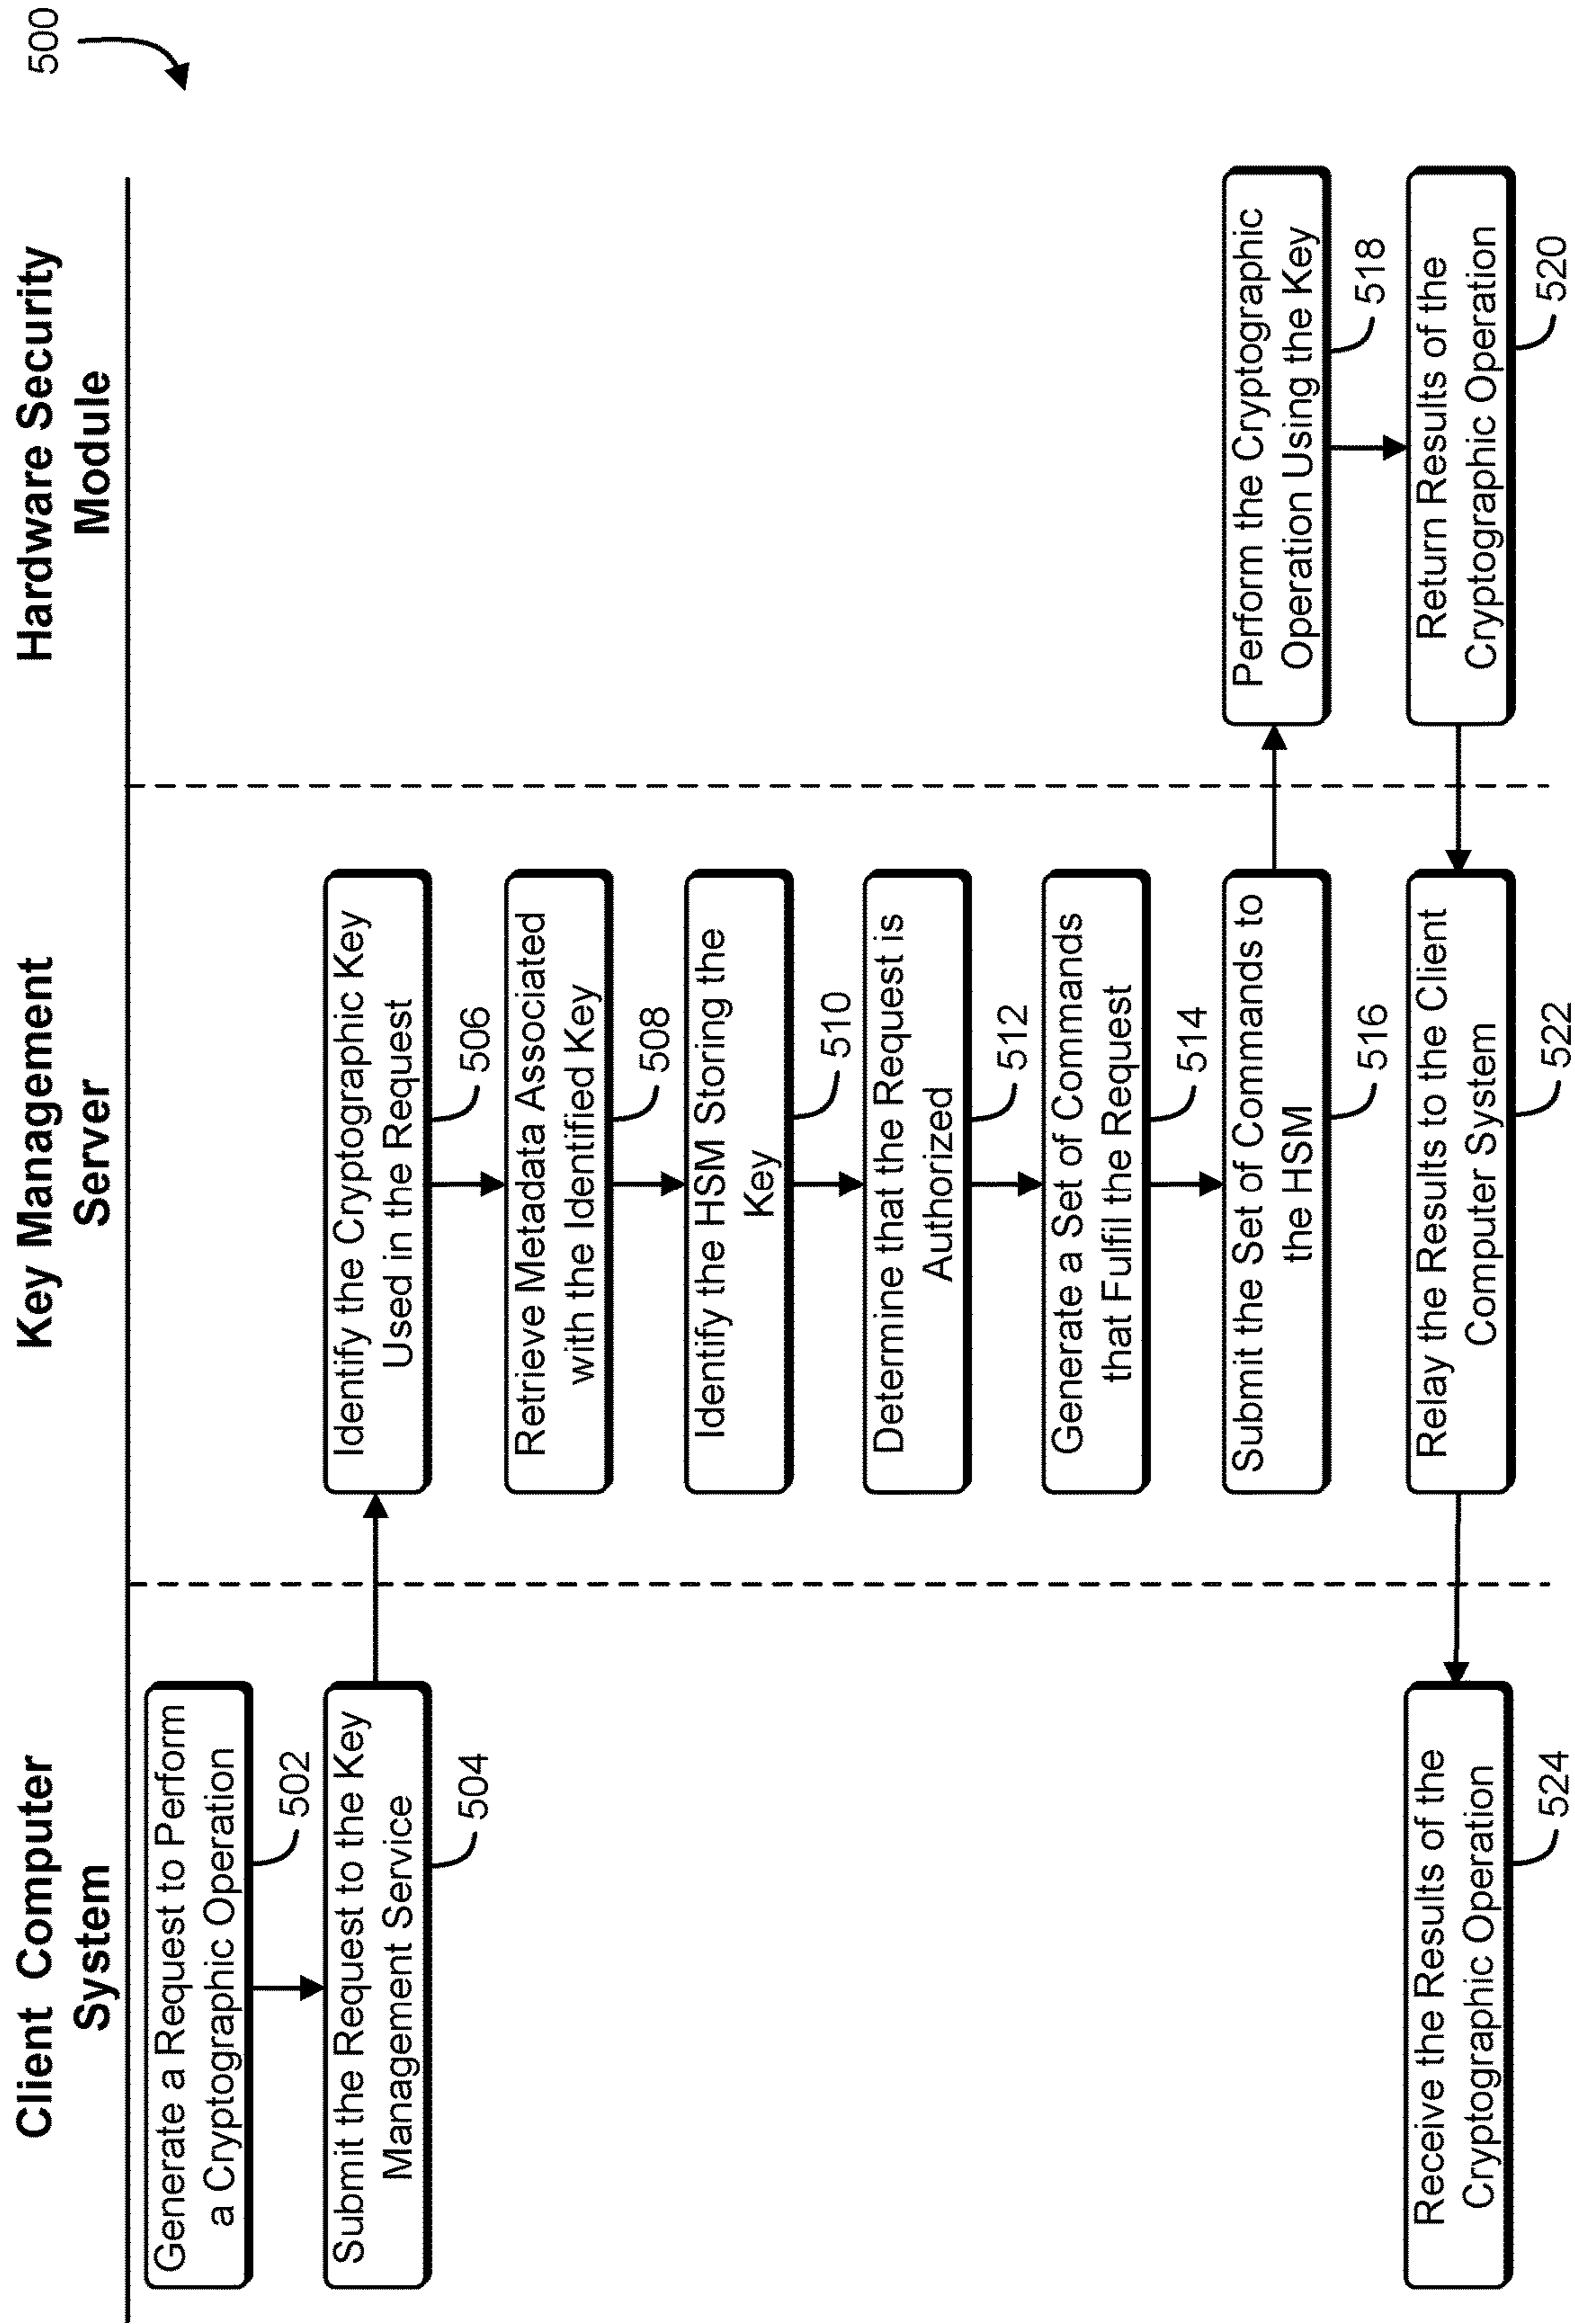 500
Client Computer
System
Key Management
Server
Hardware Security
Module
Generate a Request to Perform
a Cryptographic Operation
502
Submit the Request to the Key
Management Service
504
Identify the Cryptographic Key
Used in the Request
506
Retrieve Metadata Associated
with the Identified Key
508
Identify the HSM Storing the
Key
510
Determine that the Request is
Authorized
512
Generate a Set of Commands
that Fulfil the Request
514
Submit the Set of Commands to
the HSM
516
Perform the Cryptographic
Operation Using the Key
518
Return Results of the
Cryptographic Operation
520
Relay the Results to the Client
Computer System
522
Receive the Results of the
Cryptographic Operation
524